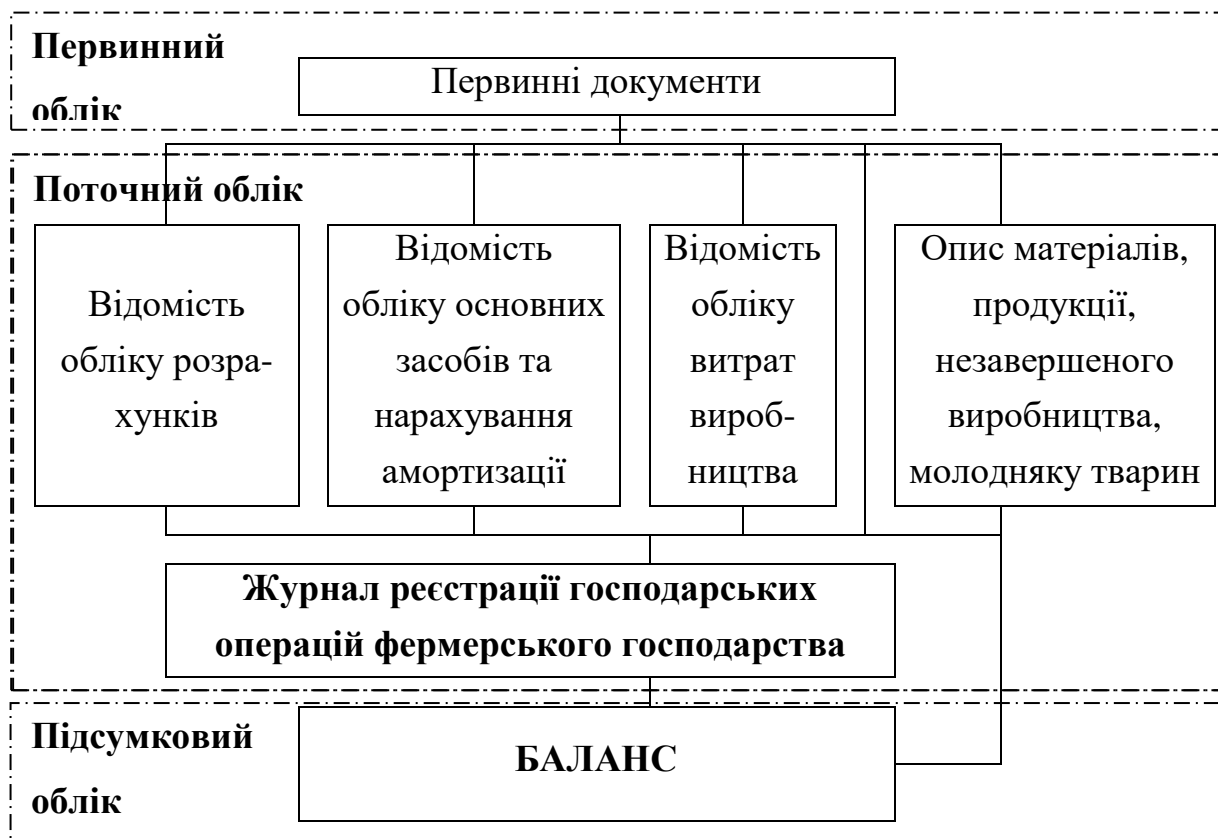 Первинний
облік
Первинні документи
Поточний облік
Відомість
обліку розра-
хунків
Відомість
обліку основних
засобів та
нарахування
амортизації
Відомість
обліку
витрат
вироб-
ництва
Опис матеріалів,
продукції,
незавершеного
виробництва,
молодняку тварин
Журнал реєстрації господарських
операцій фермерського господарства
Підсумковий
облік
БАЛАНС